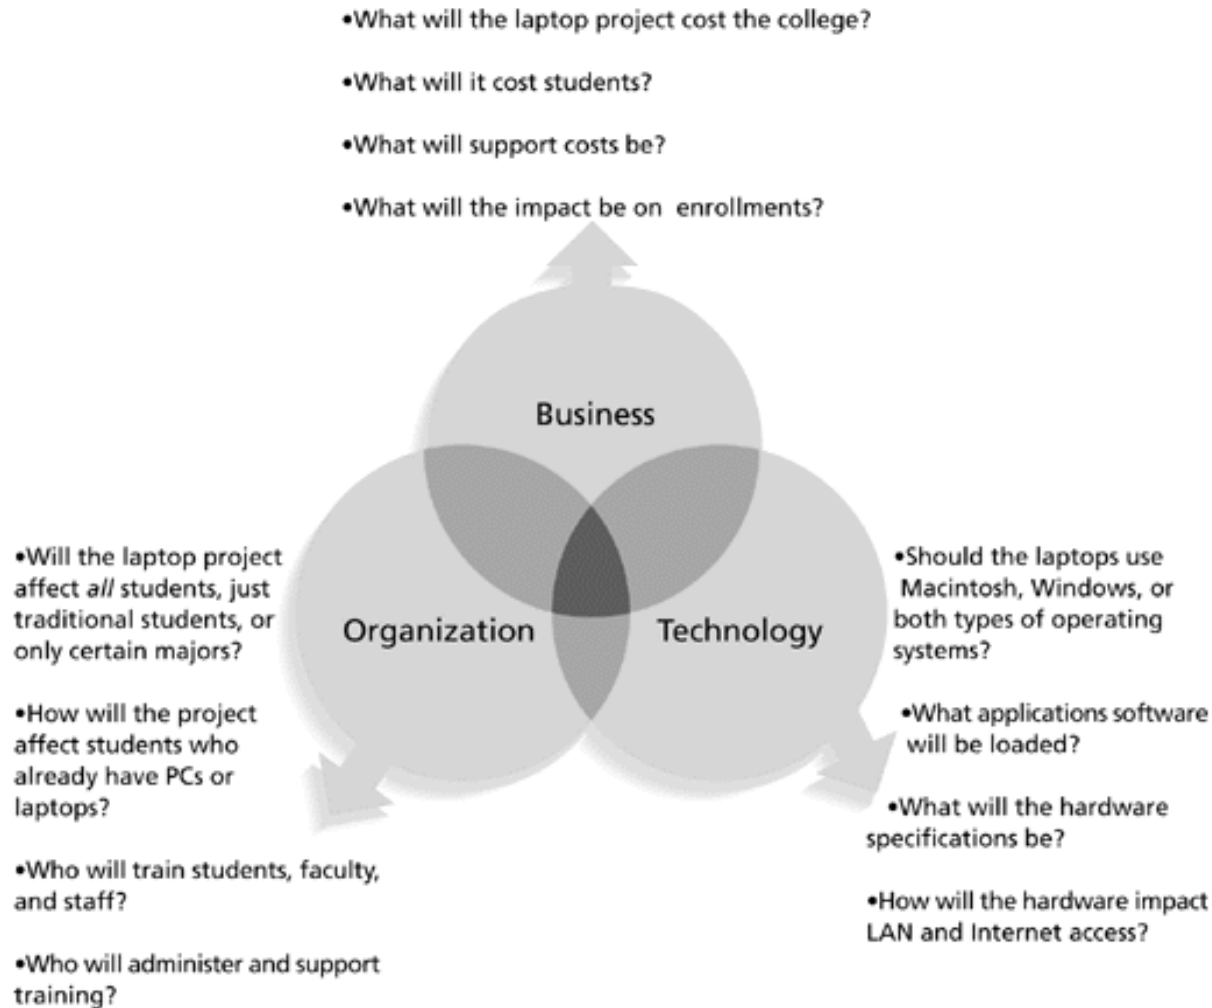 •What will the laptop project cost the college?
•What will it cost students?
•What will support costs be?
•What will the impact be on enrollments?
Business
Organization
Technology
•Will the laptop project
affect all students, just
traditional students, or
only certain majors?
•How will the project
affect students who
already have PCs or
laptops?
•Who will train students, faculty,
and staff?
•Who will administer and support
training?
•Should the laptops use
Macintosh, Windows, or
both types of operating
systems?
•What applications software
will be loaded?
•What will the hardware
specifications be?
•How will the hardware impact
LAN and Internet access?